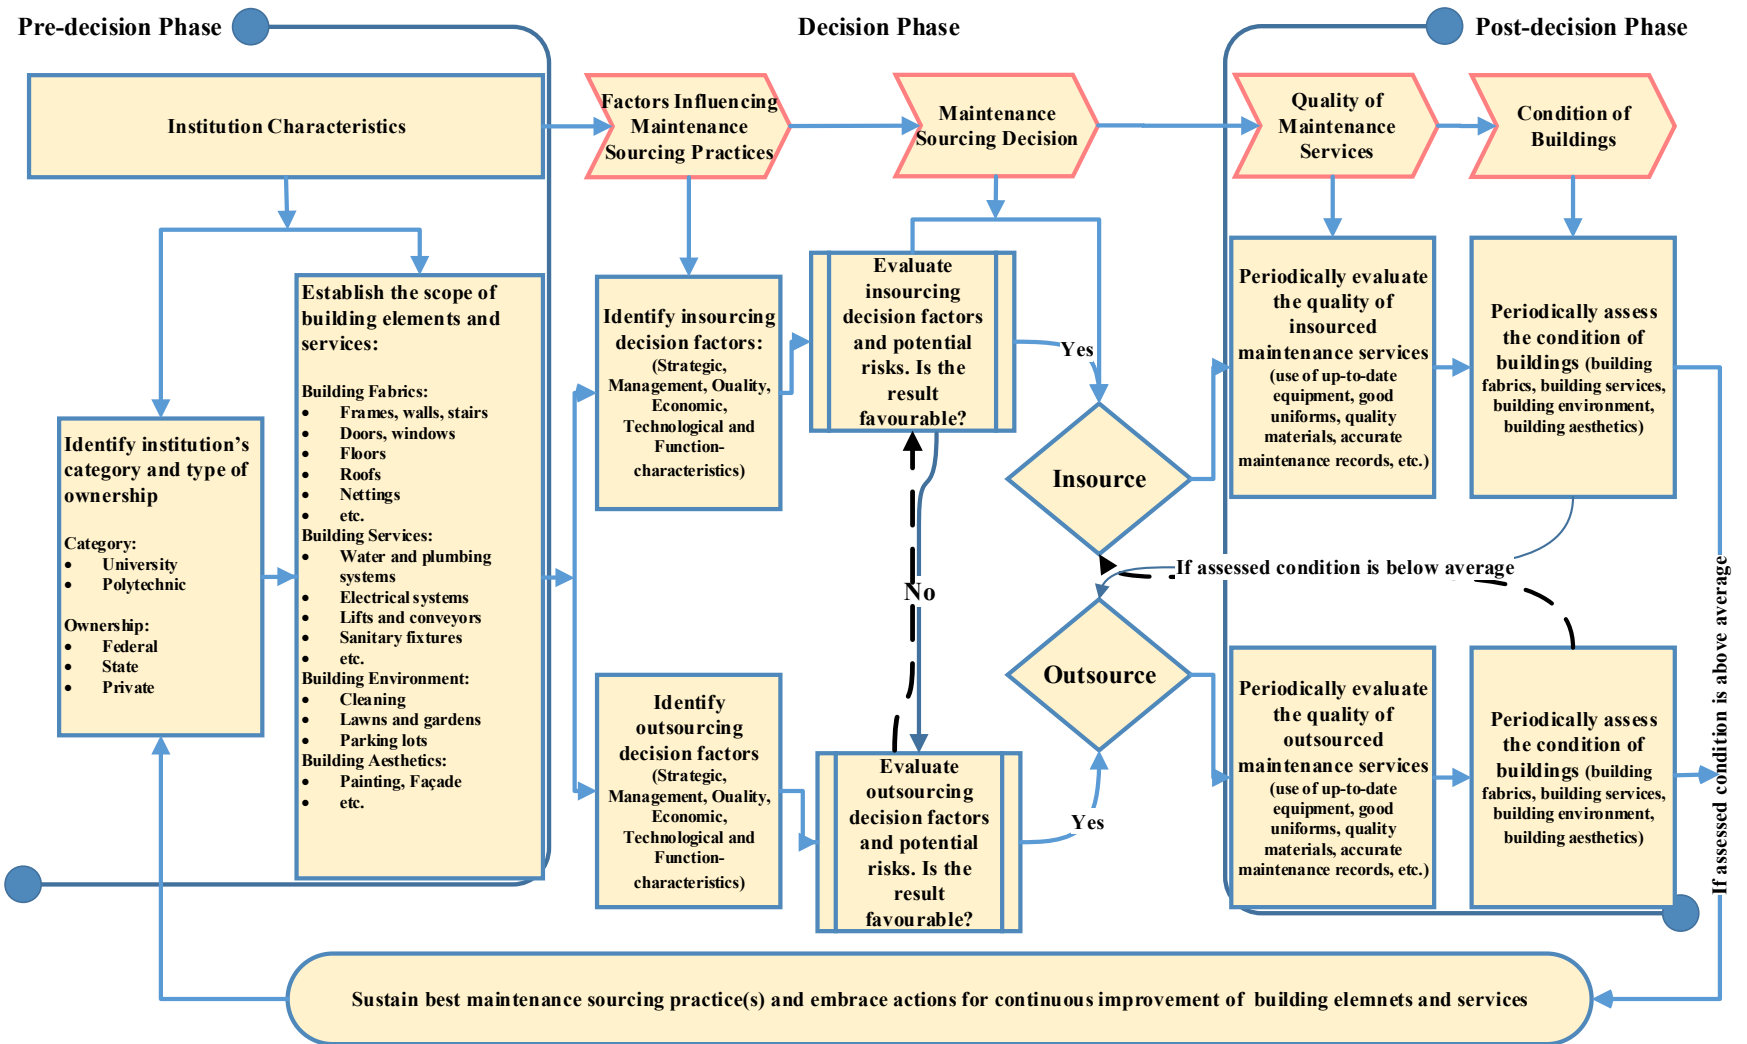 Pre-decision Phase
Decision Phase
Post-decision Phase
Institution Characteristics
Factors Influencing
Maintenance
Sourcing Practices
Maintenance
Sourcing Decision
Quality of
Maintenance
Services
Condition of
Buildings
Identify institution's
category and type of
ownership
Category:
• University
• Polytechnic
Ownership:
• Federal
• State
• Private
Establish the scope of
building elements and
services:
Building Fabrics:
• Frames, walls, stairs
• Doors, windows
• Floors
• Roofs
• Nettings
• etc.
Building Services:
• Water and plumbing
systems
• Electrical systems
• Lifts and conveyors
• Sanitary fixtures
• etc.
Building Environment:
• Cleaning
• Lawns and gardens
• Parking lots
Building Aesthetics:
• Painting, Façade
• etc.
Identify insourcing
decision factors:
(Strategic,
Management, Quality,
Economic,
Technological and
Function-
characteristics)
Identify
outsourcing
decision factors
(Strategic,
Management, Quality,
Economic,
Technological and
Function-
characteristics)
Evaluate
insourcing
decision factors
and potential
risks. Is the
result
favourable?
Yes
No
Evaluate
outsourcing
decision factors
and potential
risks. Is the
result
favourable?
Yes
Insource
Outsource
Periodically evaluate
the quality of
insourced
maintenance services
(use of up-to-date
equipment, good
uniforms, quality
materials, accurate
maintenance records, etc.)
Periodically assess
the condition of
buildings (building
fabrics, building services,
building environment,
building aesthetics)
If assessed condition is below average
Periodically evaluate
the quality of
outsourced
maintenance services
(use of up-to-date
equipment, good
uniforms, quality
materials, accurate
maintenance records, etc.)
Periodically assess
the condition of
buildings (building
fabrics, building services,
building environment,
building aesthetics)
If assessed condition is above average
Sustain best maintenance sourcing practice(s) and embrace actions for continuous improvement of building elemnets and services